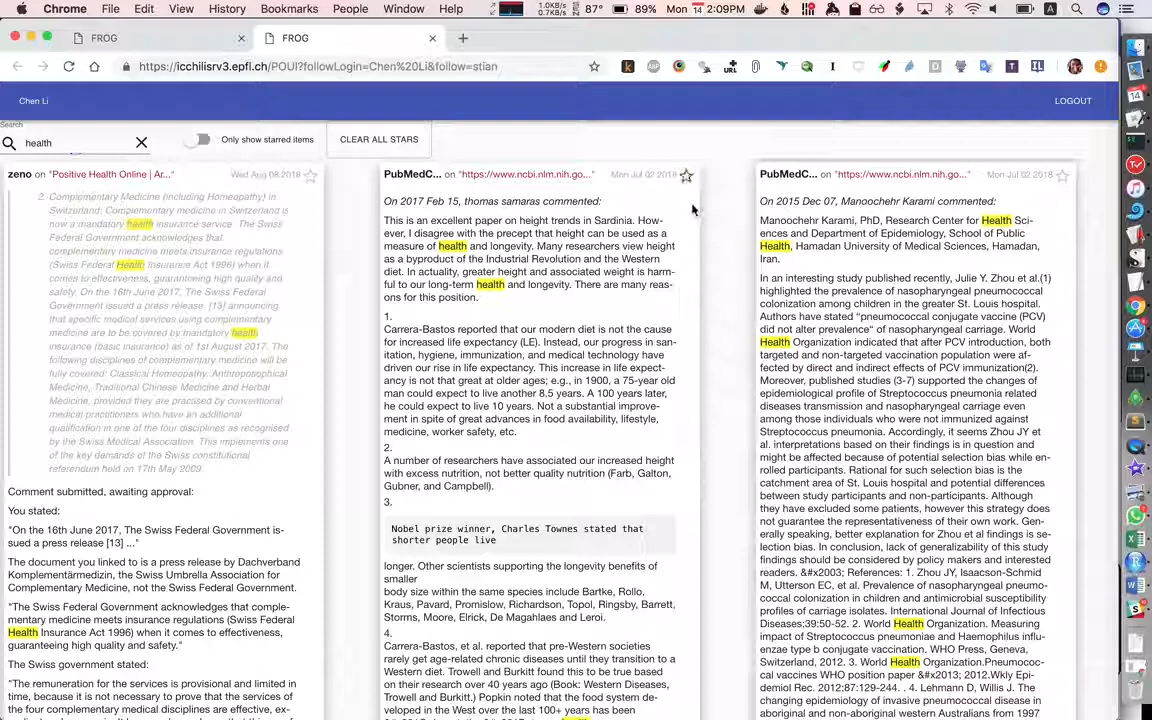 Chrome File Edit View History Bookmarks People Window Help 1.0KB/s 0.7KB/s 87° 89% Mon 14 2:09PM
FROG
FROG
https://icchilisrv3.epfl.ch/POUI?followLogin=Chen%20Li&follow=stian
Chen Li
LOGOUT
Search
health
Only show starred items
CLEAR ALL STARS
zeno on "Positive Health Online | Ar..." Wed Aug 08 2018
2. Complementary Medicine (including Homeopathy) in
Switzerland: Complementary medicine in Switzerland is
now a mandatory health insurance service. The Swiss
Federal Government acknowledges that
complementary medicine meets insurance regulations
(Swiss Federal Health Insurance Act 1996) when it
comes to effectiveness, guaranteeing high quality and
safety. On the 16th June 2017, The Swiss Federal
Government issued a press release [13] announcing
that specific medical services using complementary
medicine are to be covered by mandatory health
insurance (basic insurance) as of 1st August 2017. The
following disciplines of complementary medicine will be
fully covered: Classical Homeopathy, Anthroposophical
Medicine, Traditional Chinese Medicine and Herbal
Medicine, provided they are practised by conventional
medical practitioners who have an additional
qualification in one of the four disciplines as recognised
by the Swiss Medical Association. This implements one
of the key demands of the Swiss constitutional
referendum held on 17th May 2009.
Comment submitted, awaiting approval:
You stated:
"On the 16th June 2017, The Swiss Federal Government is-
sued a press release [13] ..."
The document you linked to is a press release by Dachverband
Komplementärmedizin, the Swiss Umbrella Association for
Complementary Medicine, not the Swiss Federal Government.
"The Swiss Federal Government acknowledges that comple-
mentary medicine meets insurance regulations (Swiss Federal
Health Insurance Act 1996) when it comes to effectiveness,
guaranteeing high quality and safety."
The Swiss government stated:
"The remuneration for the services is provisional and limited in
time, because it is not necessary to prove that the services of
the four complementary medical disciplines are effective, ex-
PubMedC... on "https://www.ncbi.nlm.nih.go..." Mon Jul 02 2018
On 2017 Feb 15, thomas samaras commented:
This is an excellent paper on height trends in Sardinia. How-
ever, I disagree with the precept that height can be used as a
measure of health and longevity. Many researchers view height
as a byproduct of the Industrial Revolution and the Western
diet. In actuality, greater height and associated weight is harm-
ful to our long-term health and longevity. There are many reas-
ons for this position.
1.
Carrera-Bastos reported that our modern diet is not the cause
for increased life expectancy (LE). Instead, our progress in san-
itation, hygiene, immunization, and medical technology have
driven our rise in life expectancy. This increase in life expect-
ancy is not that great at older ages; e.g., in 1900, a 75-year old
man could expect to live another 8.5 years. A 100 years later,
he could expect to live 10 years. Not a substantial improve-
ment in spite of great advances in food availability, lifestyle,
medicine, worker safety, etc.
2.
A number of researchers have associated our increased height
with excess nutrition, not better quality nutrition (Farb, Galton,
Gubner, and Campbell).
3.
Nobel prize winner, Charles Townes stated that
shorter people live
longer. Other scientists supporting the longevity benefits of
smaller
body size within the same species include Bartke, Rollo,
Kraus, Pavard, Promislow, Richardson, Topol, Ringsby, Barrett,
Storms, Moore, Elrick, De Magahlaes and Leroi.
4.
Carrera-Bastos, et al. reported that pre-Western societies
rarely get age-related chronic diseases until they transition to a
Western diet. Trowell and Burkitt found this to be true based
on their research over 40 years ago (Book: Western Diseases,
Trowell and Burkitt.) Popkin noted that the food system de-
veloped in the West over the last 100+ years has been
PubMedC... on "https://www.ncbi.nlm.nih.go..." Mon Jul 02 2018
On 2015 Dec 07, Manoochehr Karami commented:
Manoochehr Karami, PhD, Research Center for Health Sci-
ences and Department of Epidemiology, School of Public
Health, Hamadan University of Medical Sciences, Hamadan,
Iran.
In an interesting study published recently, Julie Y. Zhou et al.(1)
highlighted the prevalence of nasopharyngeal pneumococcal
colonization among children in the greater St. Louis hospital.
Authors have stated "pneumococcal conjugate vaccine (PCV)
did not alter prevalence" of nasopharyngeal carriage. World
Health Organization indicated that after PCV introduction, both
targeted and non-targeted vaccination population were af-
fected by direct and indirect effects of PCV immunization(2).
Moreover, published studies (3-7) supported the changes of
epidemiological profile of Streptococcus pneumonia related
diseases transmission and nasopharyngeal carriage even
among those individuals who were not immunized against
Streptococcus pneumonia. Accordingly, it seems Zhou JY et
al. interpretations based on their findings is in question and
might be affected because of potential selection bias while en-
rolled participants. Rational for such selection bias is the
catchment area of St. Louis hospital and potential differences
between study participants and non-participants. Although
they have excluded some patients, however this strategy does
not guarantee the representativeness of their own work. Gen-
erally speaking, better explanation for Zhou et al findings is se-
lection bias. In conclusion, lack of generalizability of this study
findings should be considered by policy makers and interested
readers. &#x2003; References: 1. Zhou JY, Isaacson-Schmid
M, Utterson EC, et al. Prevalence of nasopharyngeal pneumo-
coccal colonization in children and antimicrobial susceptibility
profiles of carriage isolates. International Journal of Infectious
Diseases;39:50-52. 2. World Health Organization. Measuring
impact of Streptococcus pneumoniae and Haemophilus influ-
enzae type b conjugate vaccination. WHO Press, Geneva,
Switzerland, 2012. 3. World Health Organization.Pneumococ-
cal vaccines WHO position paper &#x2013; 2012.Wkly Epi-
demiol Rec. 2012;87:129-244. . 4. Lehmann D, Willis J. The
aboriginal and non-aboriginal western Australians from 1997